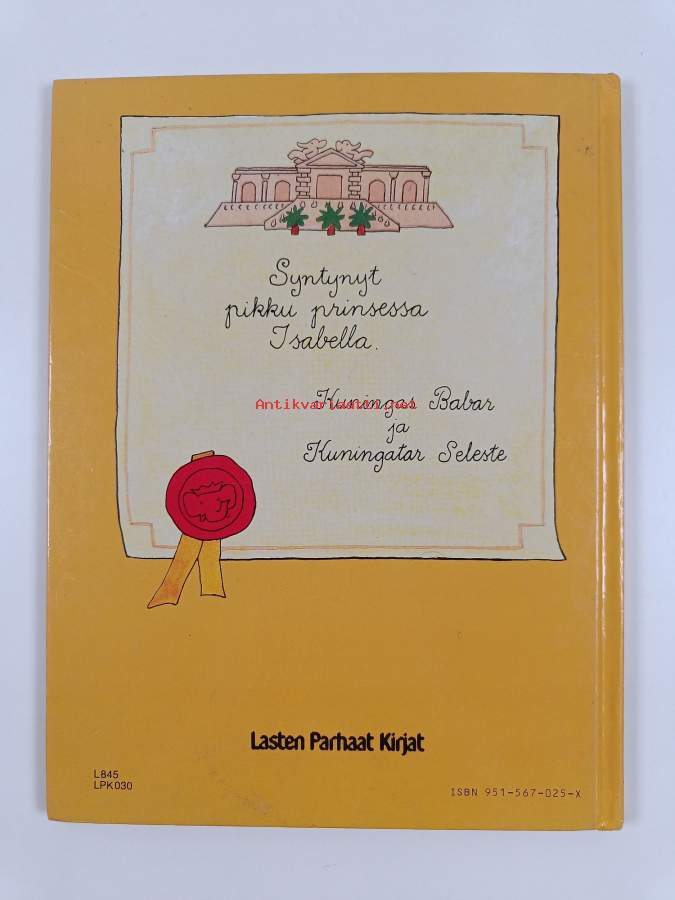 Syntynyt
pikku prinsessa
Isabella.
Kuningas Babar
Antikvariaatti.net
ja
Kuningatar Seleste
Lasten Parhaat Kirjat
L845
LPK030
ISBN 951-567-025-X